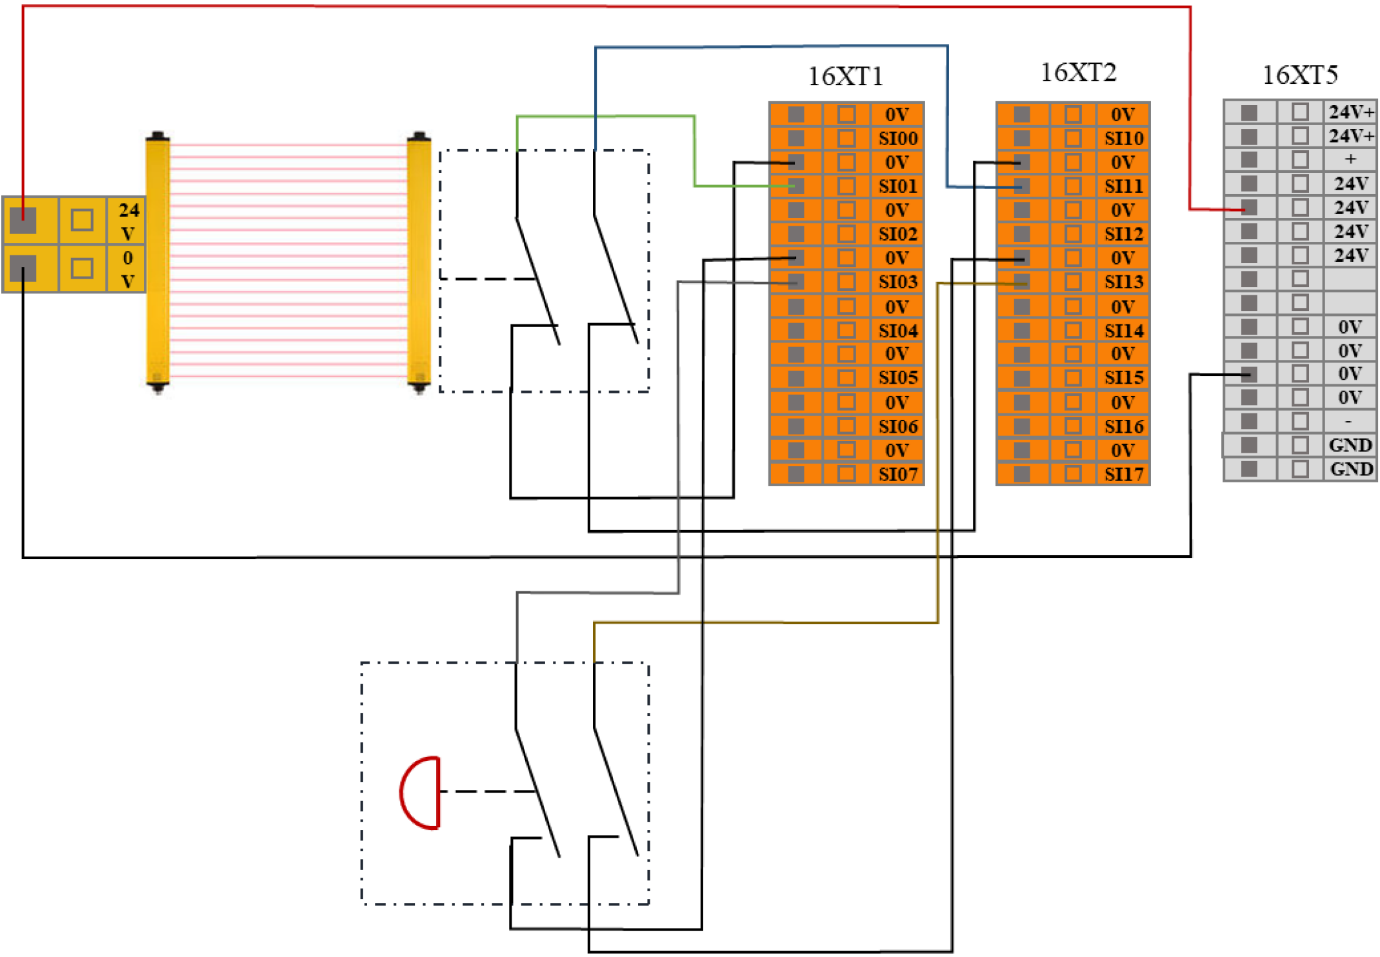 16XT1
16XT2
16XT5
24
V
0
V
0V
SI00
0V
SI01
0V
SI02
0V
SI03
0V
SI04
0V
SI05
0V
SI06
0V
SI07
0V
SI10
0V
SI11
0V
SI12
0V
SI13
0V
SI14
0V
SI15
0V
SI16
0V
SI17
24V+
24V+
+
24V
24V
24V
24V
0V
0V
0V
0V
-
GND
GND